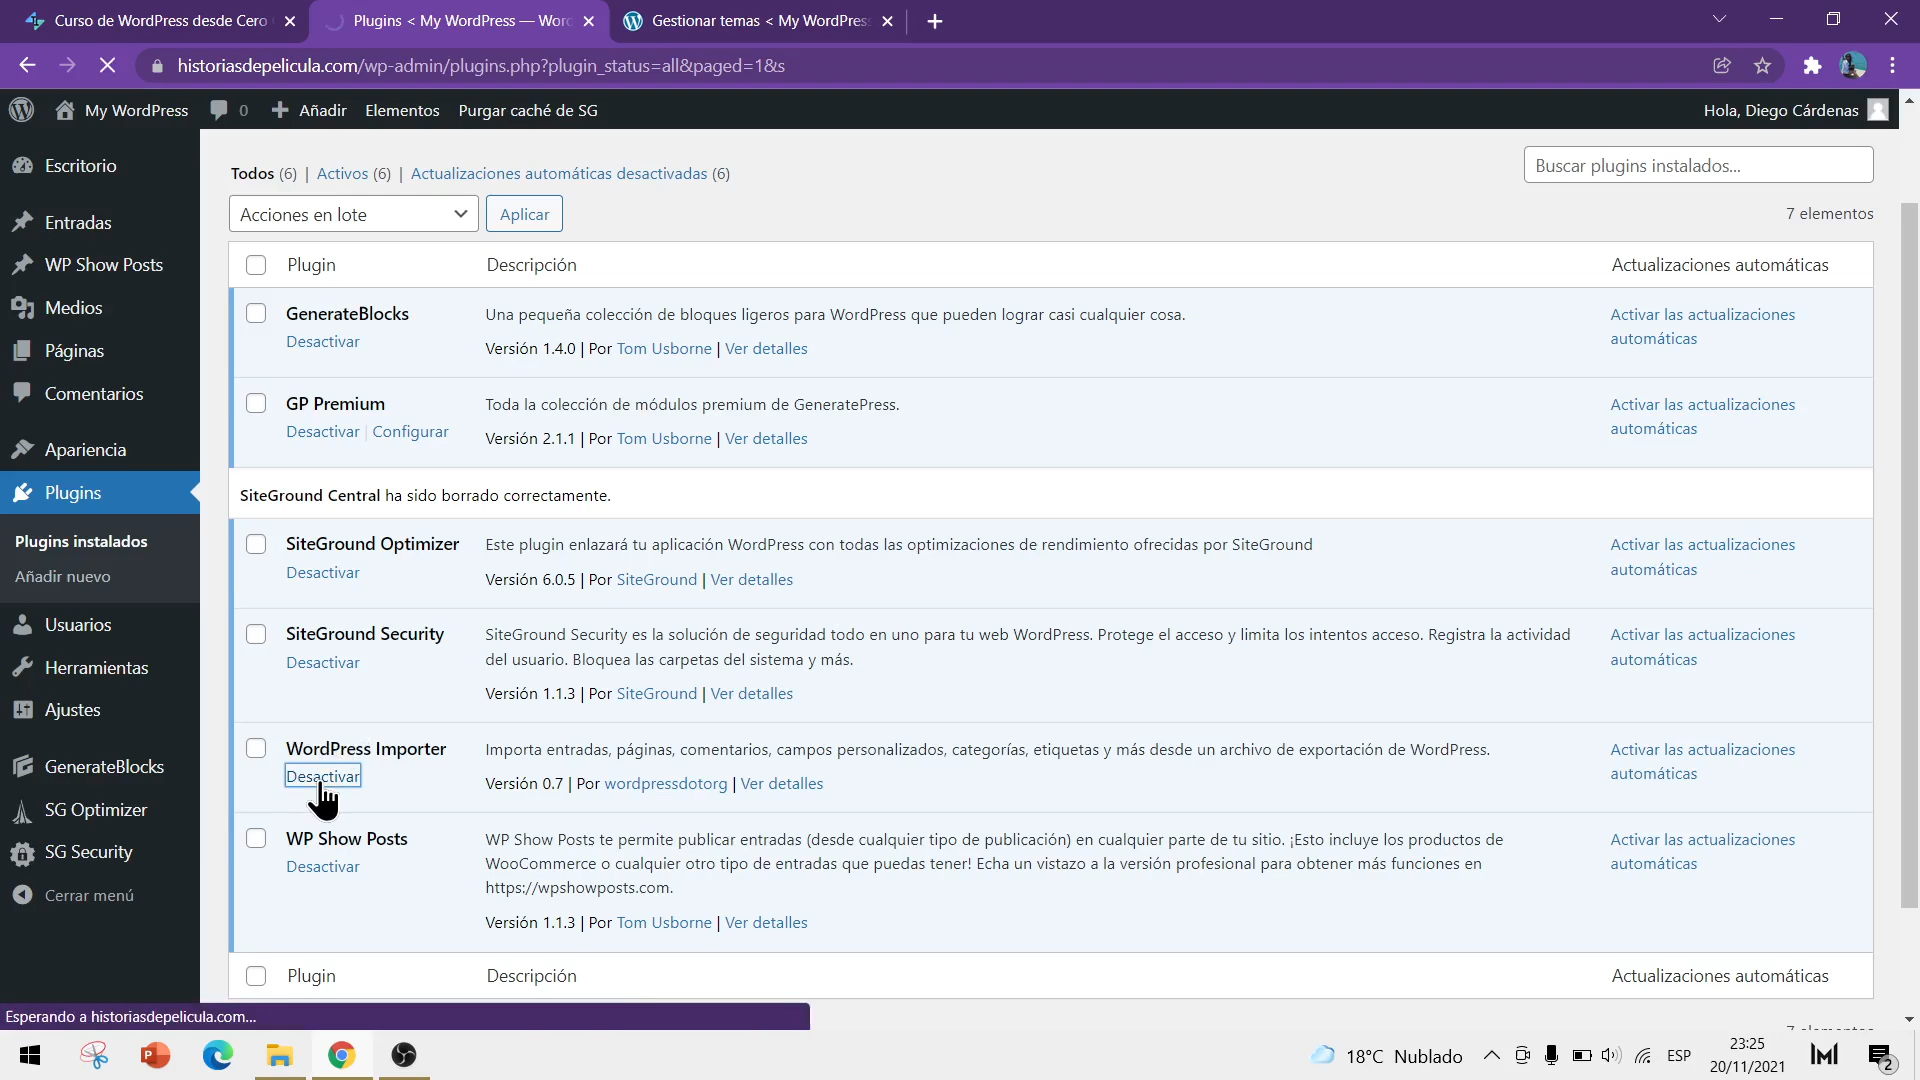 Curso de WordPress desde Cero
Plugins < My WordPress — Wor
Gestionar temas < My WordPress
historiasdepelicula.com/wp-admin/plugins.php?plugin_status=all&paged=1&s
My WordPress
0
Añadir
Elementos
Purgar caché de SG
Hola, Diego Cárdenas
Escritorio
Entradas
WP Show Posts
Medios
Páginas
Comentarios
Apariencia
Plugins
Plugins instalados
Añadir nuevo
Usuarios
Herramientas
Ajustes
GenerateBlocks
SG Optimizer
SG Security
Cerrar menú
Todos (6) | Activos (6) | Actualizaciones automáticas desactivadas (6)
Buscar plugins instalados...
Acciones en lote
Aplicar
7 elementos
Plugin
Descripción
Actualizaciones automáticas
GenerateBlocks
Desactivar
Una pequeña colección de bloques ligeros para WordPress que pueden lograr casi cualquier cosa.
Versión 1.4.0 | Por Tom Usborne | Ver detalles
Activar las actualizaciones
automáticas
GP Premium
Desactivar | Configurar
Toda la colección de módulos premium de GeneratePress.
Versión 2.1.1 | Por Tom Usborne | Ver detalles
Activar las actualizaciones
automáticas
SiteGround Central ha sido borrado correctamente.
SiteGround Optimizer
Desactivar
Este plugin enlazará tu aplicación WordPress con todas las optimizaciones de rendimiento ofrecidas por SiteGround
Versión 6.0.5 | Por SiteGround | Ver detalles
Activar las actualizaciones
automáticas
SiteGround Security
Desactivar
SiteGround Security es la solución de seguridad todo en uno para tu web WordPress. Protege el acceso y limita los intentos acceso. Registra la actividad
del usuario. Bloquea las carpetas del sistema y más.
Versión 1.1.3 | Por SiteGround | Ver detalles
Activar las actualizaciones
automáticas
WordPress Importer
Desactivar
Importa entradas, páginas, comentarios, campos personalizados, categorías, etiquetas y más desde un archivo de exportación de WordPress.
Versión 0.7 | Por wordpressdotorg | Ver detalles
Activar las actualizaciones
automáticas
WP Show Posts
Desactivar
WP Show Posts te permite publicar entradas (desde cualquier tipo de publicación) en cualquier parte de tu sitio. ¡Esto incluye los productos de
WooCommerce o cualquier otro tipo de entradas que puedas tener! Echa un vistazo a la versión profesional para obtener más funciones en
https://wpshowposts.com.
Versión 1.1.3 | Por Tom Usborne | Ver detalles
Activar las actualizaciones
automáticas
Plugin
Descripción
Actualizaciones automáticas
7 elementos
Esperando a historiasdepelicula.com...
18°C Nublado
ESP
23:25
20/11/2021
2